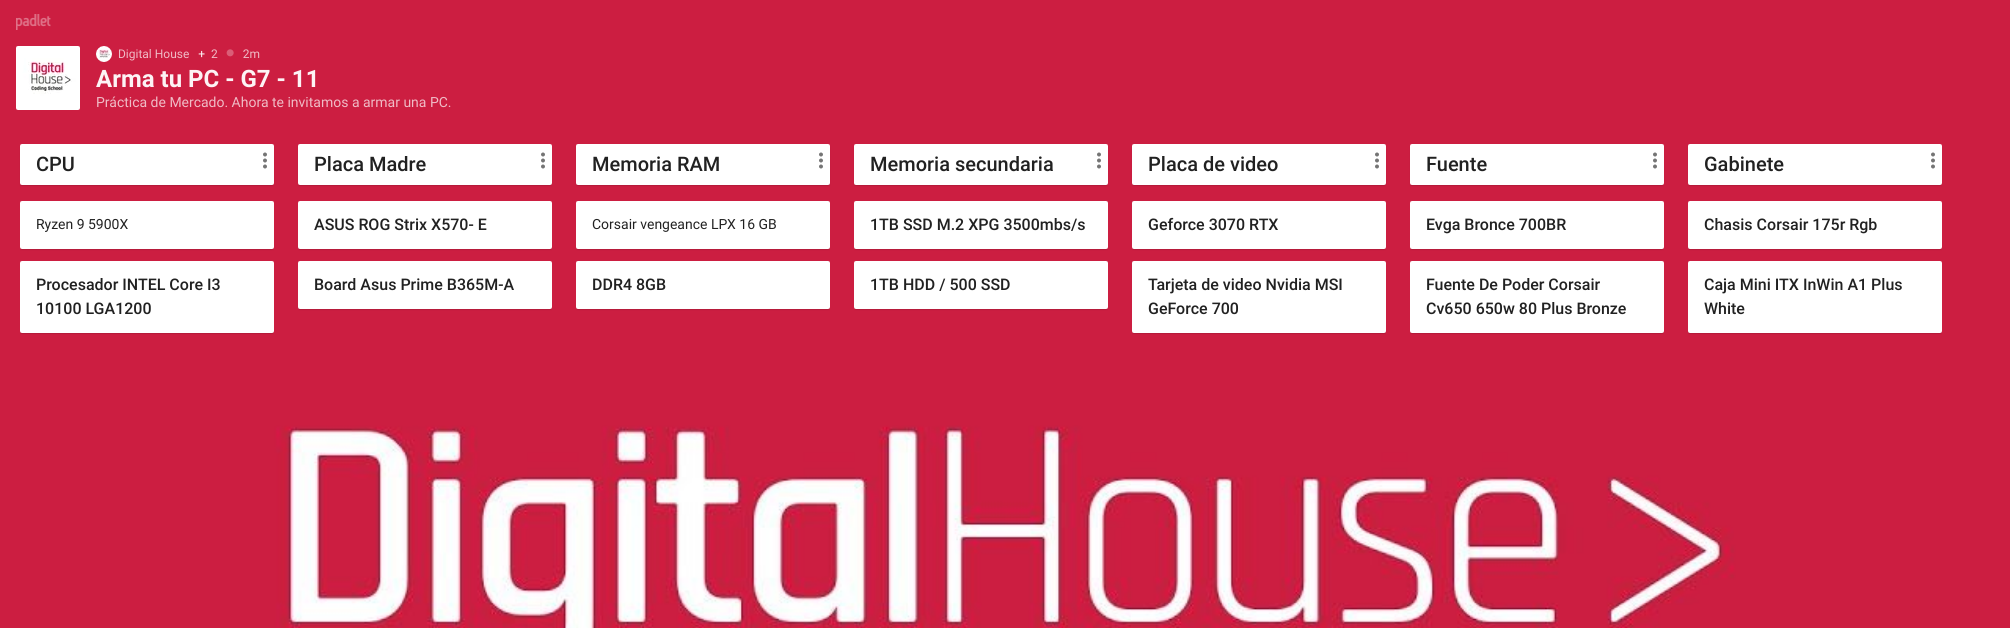 padlet
Digital House + 2 2m
Digital
House>
Coding School
Arma tu PC - G7 - 11
Práctica de Mercado. Ahora te invitamos a armar una PC.
CPU
Ryzen 9 5900X
Procesador INTEL Core I3
10100 LGA1200
Placa Madre
ASUS ROG Strix X570- E
Board Asus Prime B365M-A
Memoria RAM
Corsair vengeance LPX 16 GB
DDR4 8GB
Memoria secundaria
1TB SSD M.2 XPG 3500mbs/s
1TB HDD / 500 SSD
Placa de video
Geforce 3070 RTX
Tarjeta de video Nvidia MSI
GeForce 700
Fuente
Evga Bronce 700BR
Fuente De Poder Corsair
Cv650 650w 80 Plus Bronze
Gabinete
Chasis Corsair 175r Rgb
Caja Mini ITX InWin A1 Plus
White
DigitalHouse>